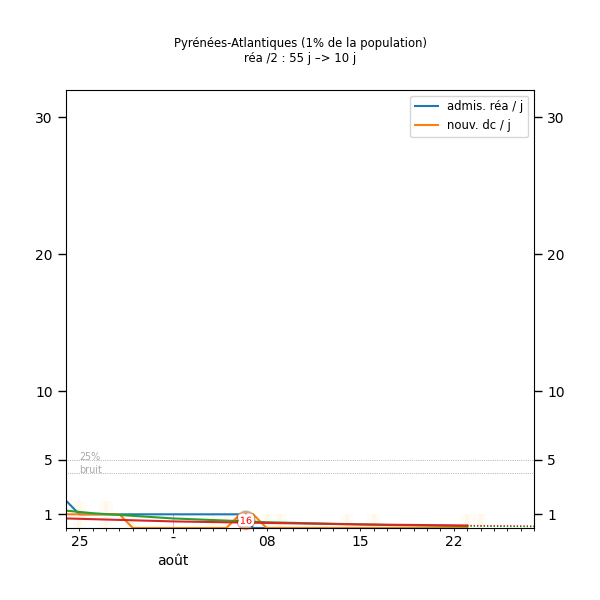 Pyrénées-Atlantiques (1% de la population)
réa /2 : 55 j –> 10 j
admis. réa / j
nouv. dc / j
30 30
20 20
10 10
25%
5 5
bruit
1 16 1
25 - 08 15 22
août